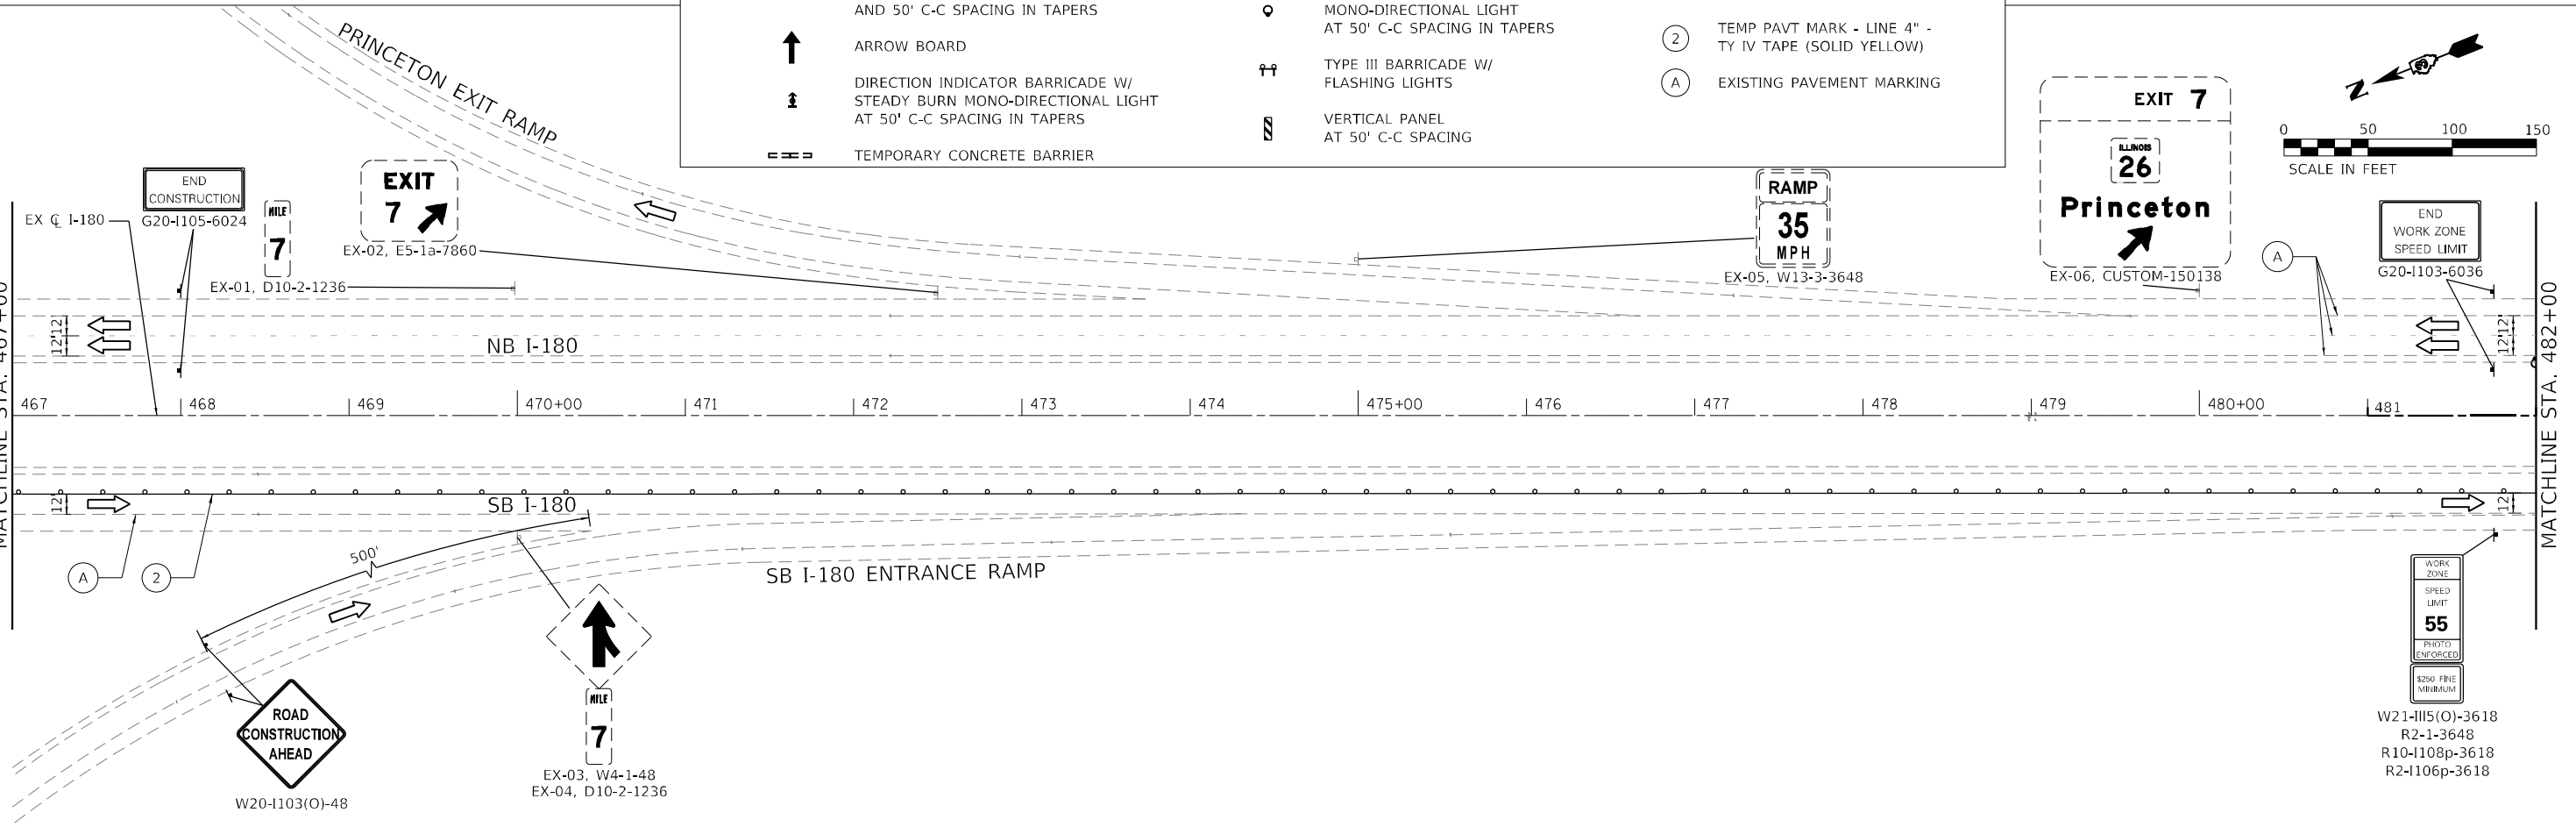 AND 50' C-C SPACING IN TAPERS
ARROW BOARD
DIRECTION INDICATOR BARRICADE W/
STEADY BURN MONO-DIRECTIONAL LIGHT
AT 50' C-C SPACING IN TAPERS
TEMPORARY CONCRETE BARRIER
MONO-DIRECTIONAL LIGHT
AT 50' C-C SPACING IN TAPERS
TYPE III BARRICADE W/
FLASHING LIGHTS
VERTICAL PANEL
AT 50' C-C SPACING
2
TEMP PAVT MARK - LINE 4" -
TY IV TAPE (SOLID YELLOW)
A
EXISTING PAVEMENT MARKING
N
0 50 100 150
SCALE IN FEET
PRINCETON EXIT RAMP
END
CONSTRUCTION
G20-I105-6024
EX ℄ I-180
MILE
7
EX-01, D10-2-1236
EXIT
7
EX-02, E5-1a-7860
RAMP
35
MPH
EX-05, W13-3-3648
EXIT 7
ILLINOIS
26
Princeton
EX-06, CUSTOM-150138
A
END
WORK ZONE
SPEED LIMIT
G20-I103-6036
MATCHLINE STA. 467+00
12'
12'
NB I-180
12'
12'
MATCHLINE STA. 482+00
467 468 469 470+00 471 472 473 474 475+00 476 477 478 479 480+00 481
12'
SB I-180
12'
A
2
500'
SB I-180 ENTRANCE RAMP
ROAD
CONSTRUCTION
AHEAD
W20-I103(O)-48
MILE
7
EX-03, W4-1-48
EX-04, D10-2-1236
WORK
ZONE
SPEED
LIMIT
55
PHOTO
ENFORCED
$250 FINE
MINIMUM
W21-III5(O)-3618
R2-1-3648
R10-I108p-3618
R2-I106p-3618